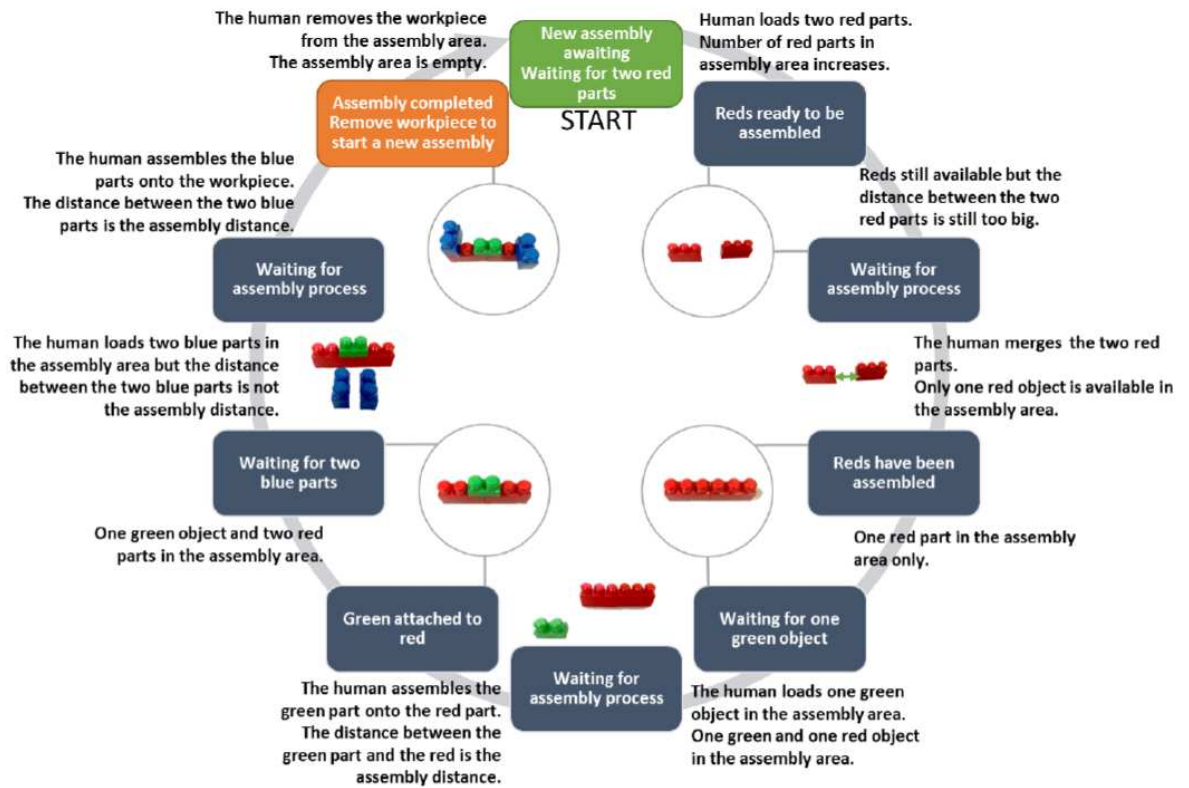 New assembly
awaiting
Waiting for two red
parts
START
Human loads two red parts.
Number of red parts in
assembly area increases.
Reds ready to be
assembled
Reds still available but the
distance between the two
red parts is still too big.
Waiting for
assembly process
The human merges the two red
parts.
Only one red object is available in
the assembly area.
Reds have been
assembled
One red part in the assembly
area only.
Waiting for one
green object
The human loads one green
object in the assembly area.
One green and one red object
in the assembly area.
Waiting for
assembly process
The human assembles the
green part onto the red part.
The distance between the
green part and the red is the
assembly distance.
Green attached to
red
One green object and two red
parts in the assembly area.
Waiting for two
blue parts
The human loads two blue parts in
the assembly area but the distance
between the two blue parts is not
the assembly distance.
Waiting for
assembly process
The human assembles the blue
parts onto the workpiece.
The distance between the two blue
parts is the assembly distance.
Assembly completed
Remove workpiece to
start a new assembly
The human removes the workpiece
from the assembly area.
The assembly area is empty.